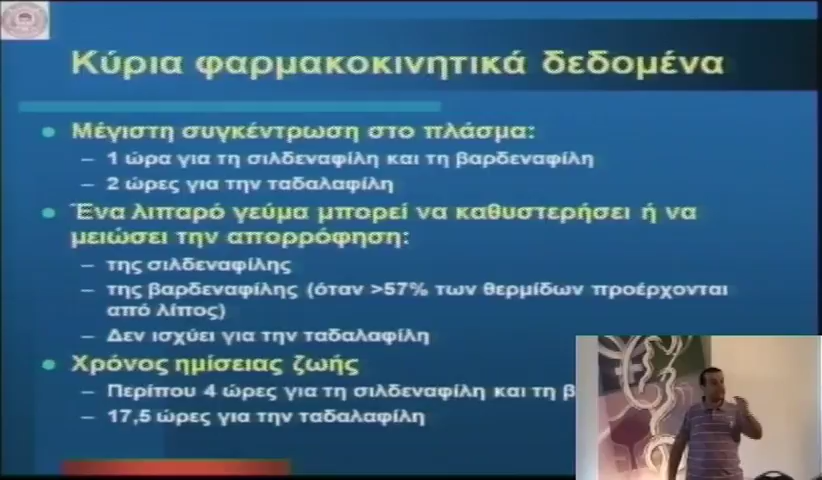 Κύρια φαρμακοκινητικά δεδομένα
Μέγιστη συγκέντρωση στο πλάσμα:
– 1 ώρα για τη σιλδεναφίλη και τη βαρδεναφίλη
– 2 ώρες για την ταδαλαφίλη
Ένα λιπαρό γεύμα μπορεί να καθυστερήσει ή να
μειώσει την απορρόφηση:
– της σιλδεναφίλης
– της βαρδεναφίλης (όταν >57% των θερμίδων προέρχονται
από λίπος)
– Δεν ισχύει για την ταδαλαφίλη
Χρόνος ημίσειας ζωής
– Περίπου 4 ώρες για τη σιλδεναφίλη και τη β
– 17,5 ώρες για την ταδαλαφίλη